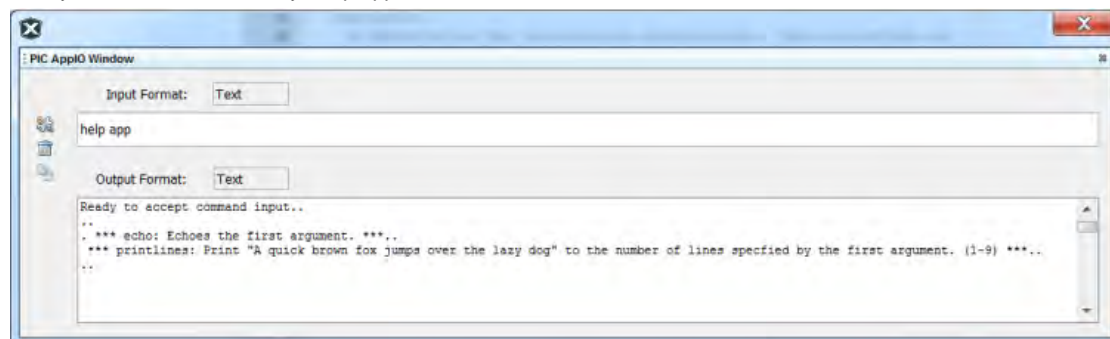 PIC AppIO Window
Input Format: Text
help app
Output Format: Text
Ready to accept command input..
..
. *** echo: Echoes the first argument. ***..
*** printlines: Print "A quick brown fox jumps over the lazy dog" to the number of lines specfied by the first argument. (1-9) ***..
..